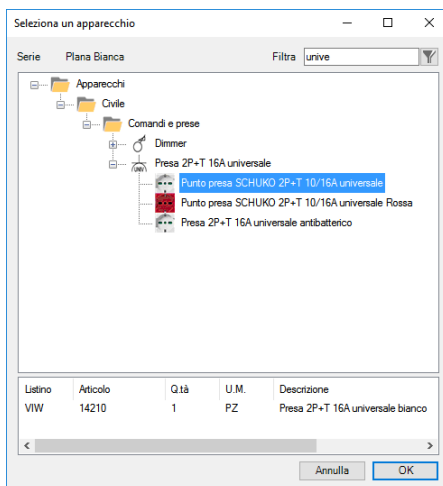 Seleziona un apparecchio
Serie Plana Bianca Filtra unive
Apparecchi
Civile
Comandi e prese
Dimmer
Presa 2P+T 16A universale
Punto presa SCHUKO 2P+T 10/16A universale
Punto presa SCHUKO 2P+T 10/16A universale Rossa
Presa 2P+T 16A universale antibatterico
Listino Articolo Q.tà U.M. Descrizione
VIW 14210 1 PZ Presa 2P+T 16A universale bianco
Annulla OK